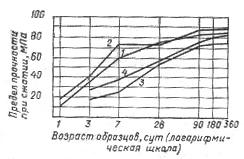 Предел прочности
при сжатии, МПа
80
60
40
20
0
2
1
4
3
1 3 7 28 90 180 360
Возраст образцов, сут (логарифми-
ческая шкала)